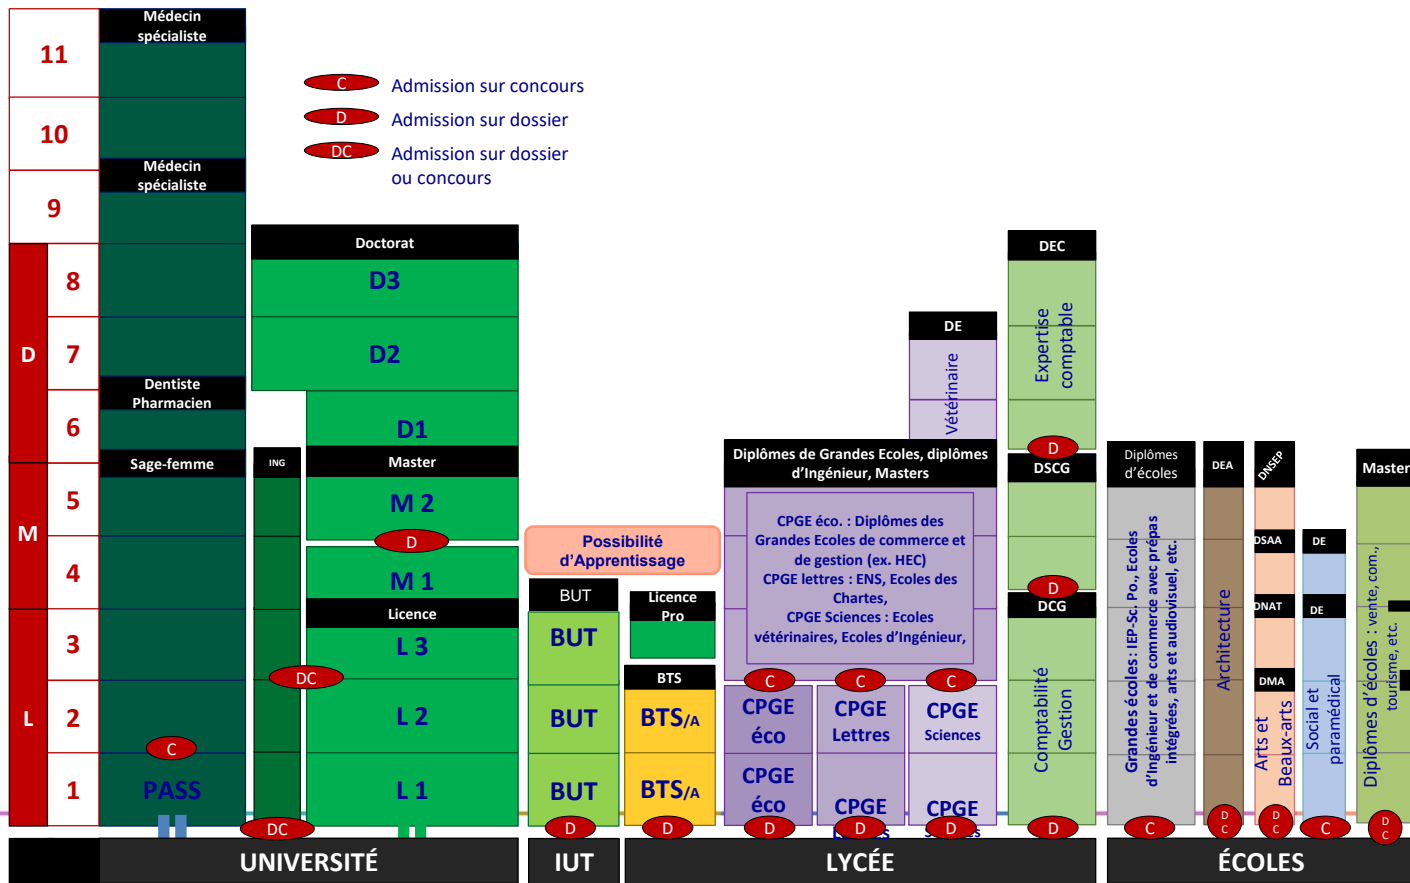 Médecin
spécialiste
11
10
9
8
7
6
5
4
3
2
1
D
M
L
C
Admission sur concours
D
Admission sur dossier
DC
Admission sur dossier
ou concours
Médecin
spécialiste
Dentiste
Pharmacien
Sage-femme
C
PASS
ING
DC
DC
Doctorat
D3
D2
D1
Master
M 2
D
M 1
Licence
L 3
L 2
L 1
UNIVERSITÉ
Possibilité
d’Apprentissage
BUT
BUT
BUT
BUT
D
IUT
Licence
Pro
BTS
BTS/A
BTS/A
D
DE
Vétérinaire
Diplômes de Grandes Ecoles, diplômes
d’Ingénieur, Masters
CPGE éco. : Diplômes des
Grandes Ecoles de commerce et
de gestion (ex. HEC)
CPGE lettres : ENS, Ecoles des
Chartes,
CPGE Sciences : Ecoles
vétérinaires, Ecoles d’Ingénieur,
C
C
C
CPGE
éco
CPGE
Lettres
CPGE
Sciences
CPGE
éco
CPGE
CPGE
D
D
D
DEC
Expertise
comptable
D
DSCG
D
DCG
Comptabilité
Gestion
D
LYCÉE
Diplômes
d’écoles
Grandes écoles : IEP-Sc. Po., Ecoles
d’Ingénieur et de commerce avec prépas
intégrées, arts et audiovisuel, etc.
C
DEA
Architecture
D
C
DNSEP
DSAA
DNAT
DMA
Arts et
Beaux-arts
D
C
DE
DE
Social et
paramédical
C
Master
Diplômes d’écoles : vente, com.,
tourisme, etc.
D
C
ÉCOLES